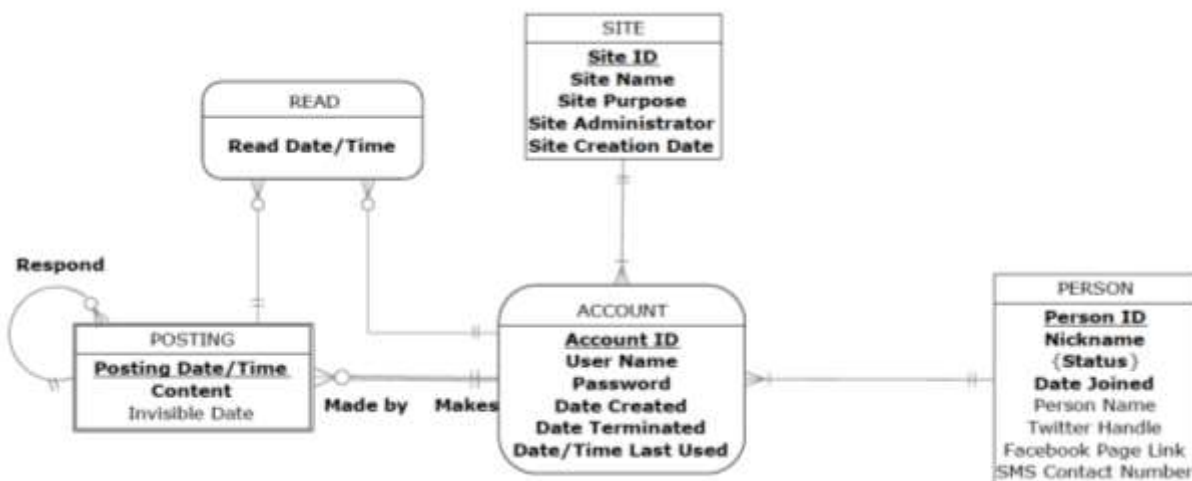 SITE
Site ID
Site Name
Site Purpose
Site Administrator
Site Creation Date
READ
Read Date/Time
Respond
POSTING
Posting Date/Time
Content
Invisible Date
Made by
Makes
ACCOUNT
Account ID
User Name
Password
Date Created
Date Terminated
Date/Time Last Used
PERSON
Person ID
Nickname
{Status}
Date Joined
Person Name
Twitter Handle
Facebook Page Link
SMS Contact Number